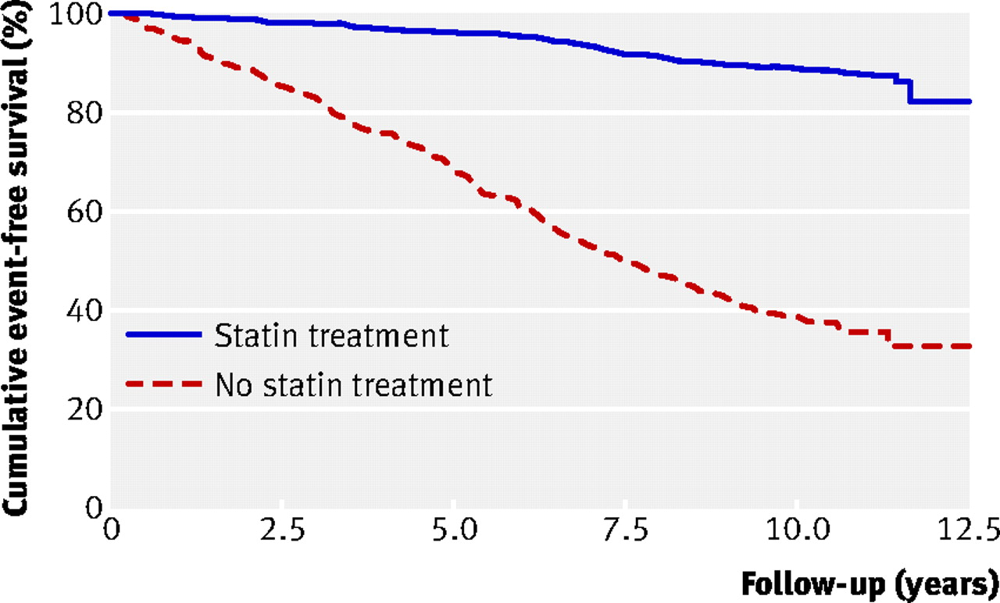 Cumulative event-free survival (%)
100
80
60
40
20
0
Statin treatment
No statin treatment
0 2.5 5.0 7.5 10.0 12.5
Follow-up (years)